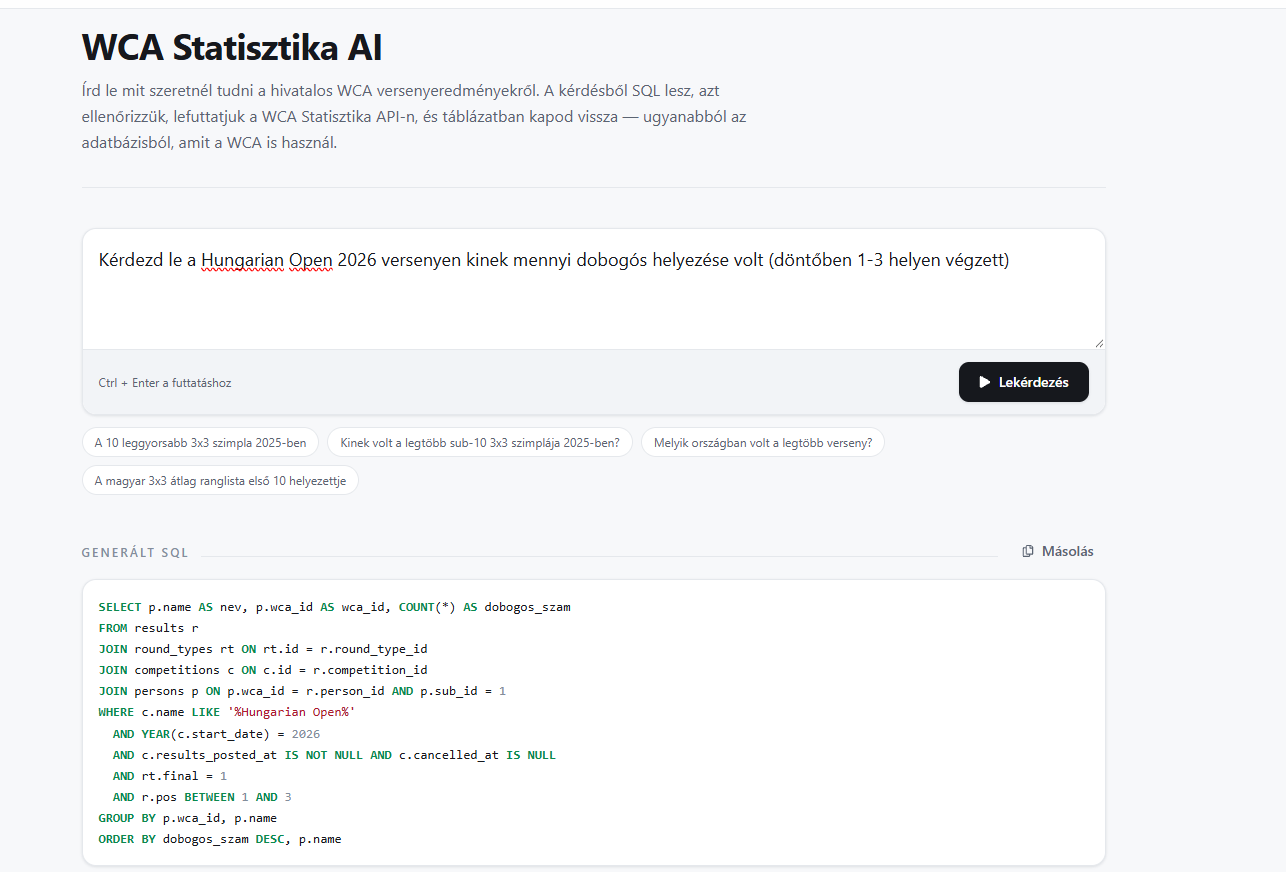 WCA Statisztika AI
Írd le mit szeretnél tudni a hivatalos WCA versenyeredményekről. A kérdésből SQL lesz, azt
ellenőrizzük, lefuttatjuk a WCA Statisztika API-n, és táblázatban kapod vissza — ugyanabból az
adatbázisból, amit a WCA is használ.
Kérdezd le a Hungarian Open 2026 versenyen kinek mennyi dobogós helyezése volt (döntőben 1-3 helyen végzett)
Ctrl + Enter a futtatáshoz
Lekérdezés
A 10 leggyorsabb 3x3 szimpla 2025-ben
Kinek volt a legtöbb sub-10 3x3 szimplája 2025-ben?
Melyik országban volt a legtöbb verseny?
A magyar 3x3 átlag ranglista első 10 helyezettje
GENERÁLT SQL
Másolás
SELECT p.name AS nev, p.wca_id AS wca_id, COUNT(*) AS dobogos_szam
FROM results r
JOIN round_types rt ON rt.id = r.round_type_id
JOIN competitions c ON c.id = r.competition_id
JOIN persons p ON p.wca_id = r.person_id AND p.sub_id = 1
WHERE c.name LIKE '%Hungarian Open%'
AND YEAR(c.start_date) = 2026
AND c.results_posted_at IS NOT NULL AND c.cancelled_at IS NULL
AND rt.final = 1
AND r.pos BETWEEN 1 AND 3
GROUP BY p.wca_id, p.name
ORDER BY dobogos_szam DESC, p.name